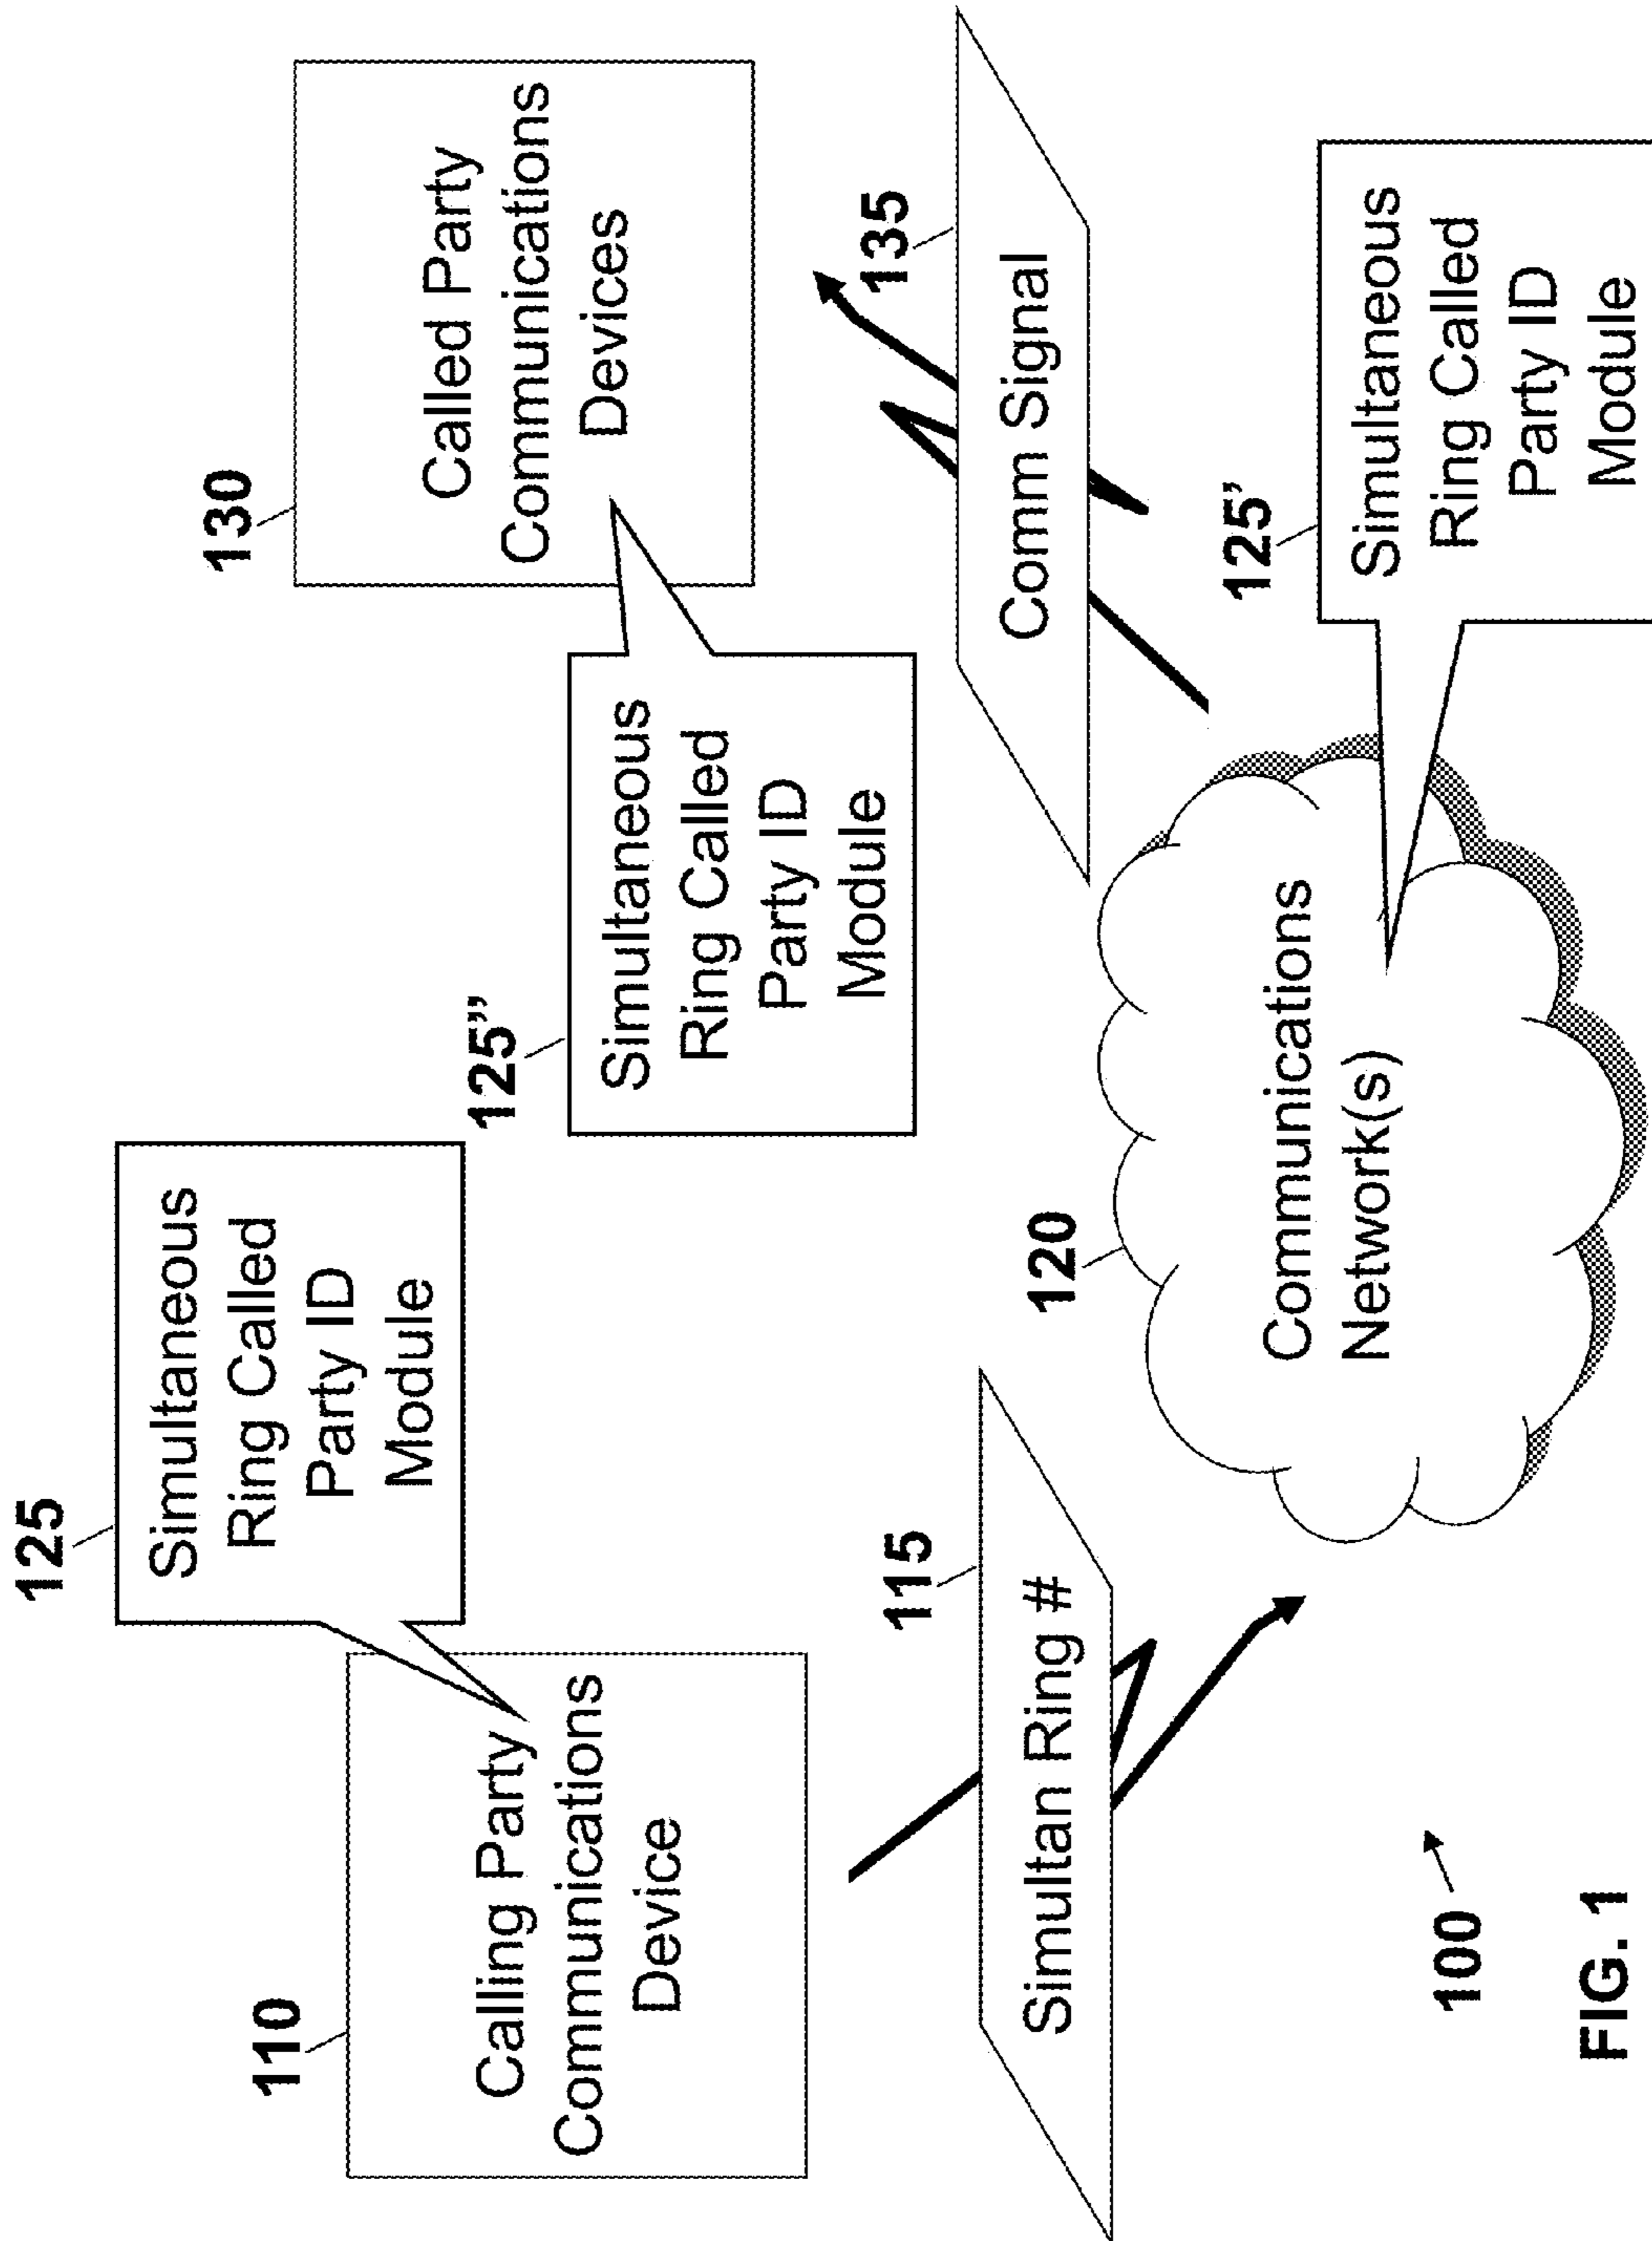 125
Simultaneous
Ring Called
Party ID
Module
110
Calling Party
Communications
Device
130
Called Party
Communications
Devices
125”
Simultaneous
Ring Called
Party ID
Module
115
Simultan Ring #
135
Comm Signal
120
Communications
Network(s)
125’
Simultaneous
Ring Called
Party ID
Module
100
FIG. 1